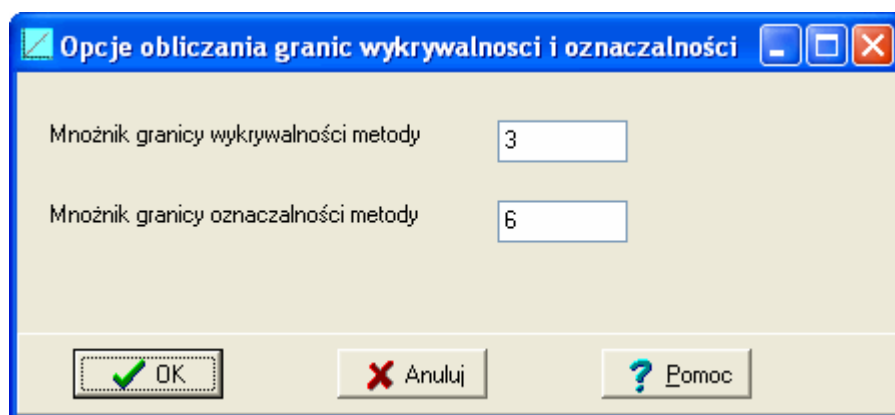 Opcje obliczania granic wykrywalnosci i oznaczalności
Mnożnik granicy wykrywalności metody 3
Mnożnik granicy oznaczalności metody 6
OK Anuluj Pomoc